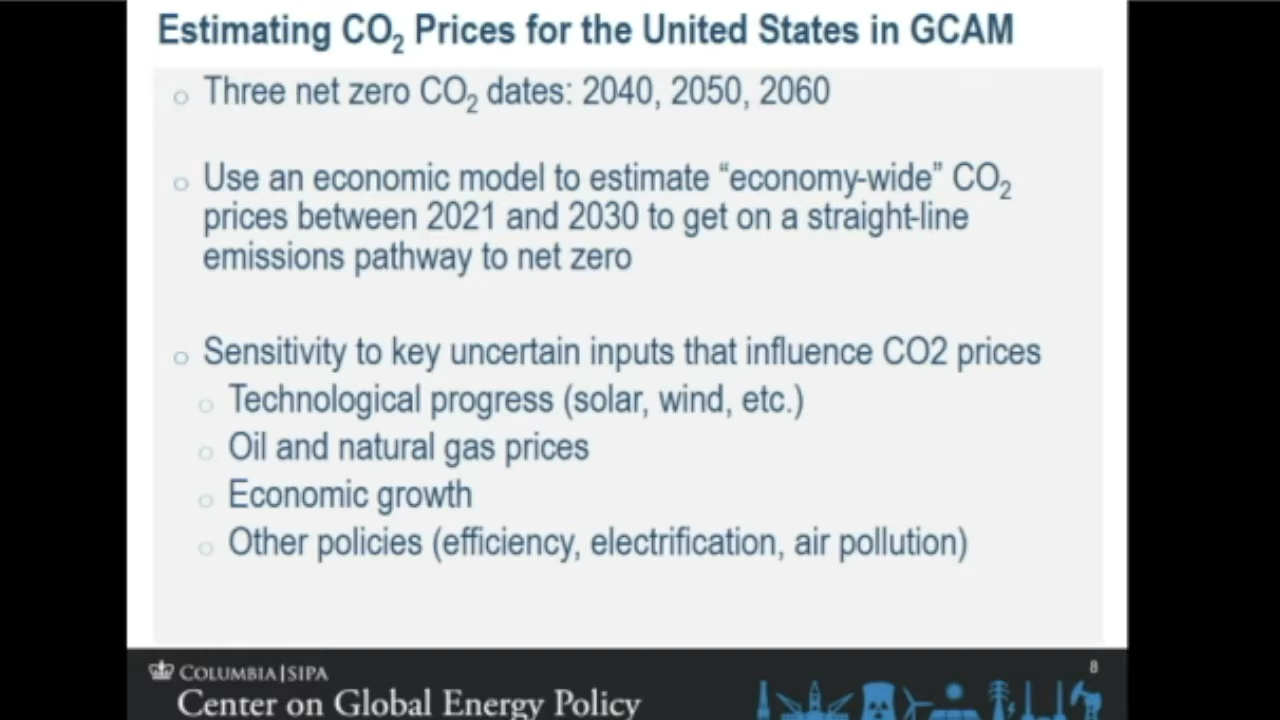 Estimating CO₂ Prices for the United States in GCAM
Three net zero CO₂ dates: 2040, 2050, 2060
Use an economic model to estimate “economy-wide” CO₂
prices between 2021 and 2030 to get on a straight-line
emissions pathway to net zero
Sensitivity to key uncertain inputs that influence CO2 prices
Technological progress (solar, wind, etc.)
Oil and natural gas prices
Economic growth
Other policies (efficiency, electrification, air pollution)
COLUMBIA|SIPA
Center on Global Energy Policy
8